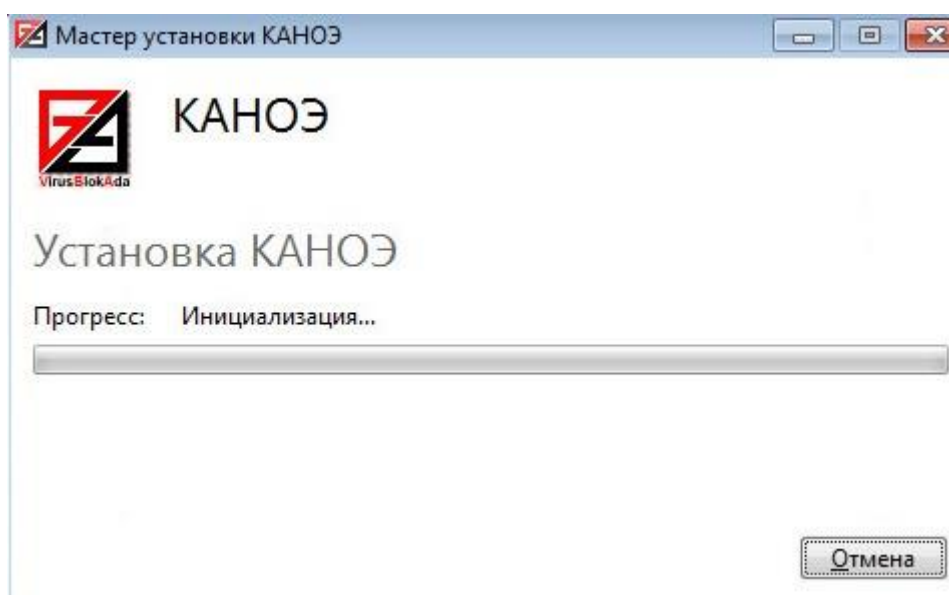 Мастер установки КАНОЭ
КАНОЭ
VirusBlokAda
Установка КАНОЭ
Прогресс: Инициализация...
Отмена